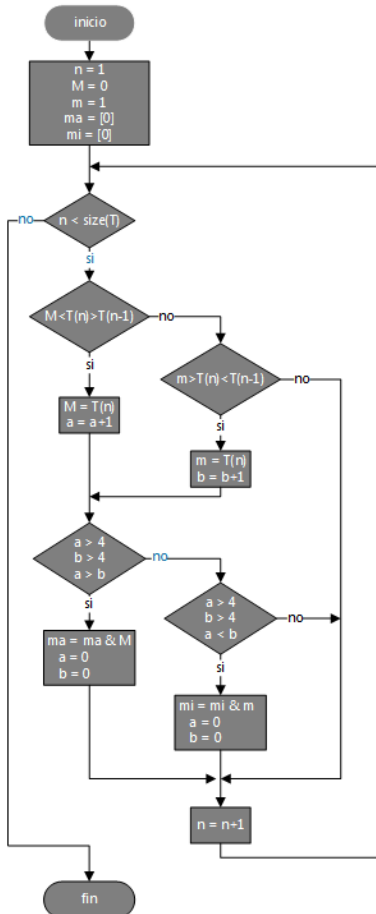 inicio
n = 1
M = 0
m = 1
ma = [0]
mi = [0]
n < size(T)
no
si
M<T(n)>T(n-1)
no
si
m>T(n)<T(n-1)
no
si
M = T(n)
a = a+1
m = T(n)
b = b+1
a > 4
b > 4
a > b
no
si
a > 4
b > 4
a < b
no
si
ma = ma & M
a = 0
b = 0
mi = mi & m
a = 0
b = 0
n = n+1
fin